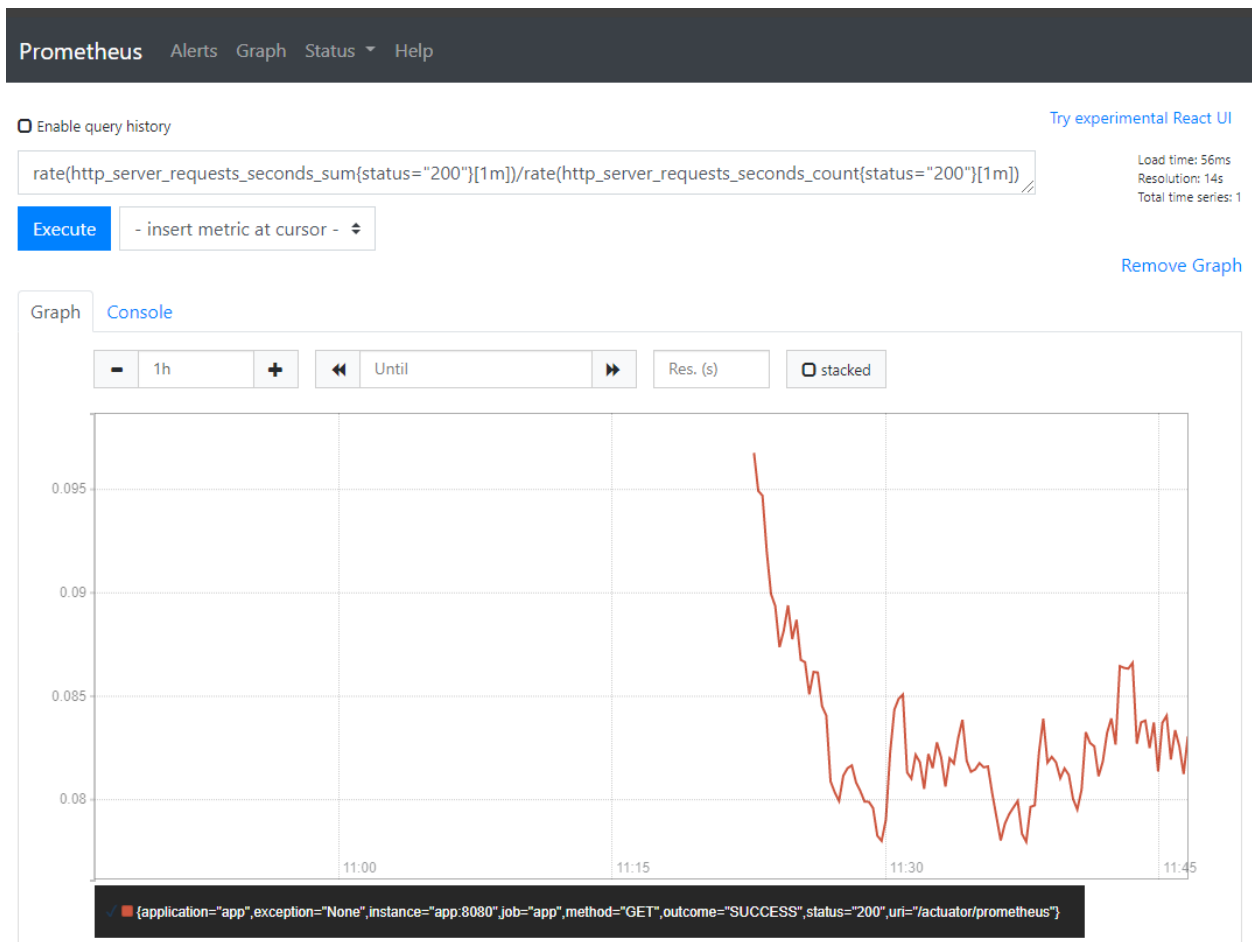 Prometheus Alerts Graph Status Help
Enable query history
Try experimental React UI
rate(http_server_requests_seconds_sum{status="200"}[1m])/rate(http_server_requests_seconds_count{status="200"}[1m])
Load time: 56ms
Resolution: 14s
Total time series: 1
Execute - insert metric at cursor -
Remove Graph
Graph Console
1h Until Res. (s) stacked
0.095
0.09
0.085
0.08
11:00 11:15 11:30 11:45
{application="app",exception="None",instance="app:8080",job="app",method="GET",outcome="SUCCESS",status="200",uri="/actuator/prometheus"}